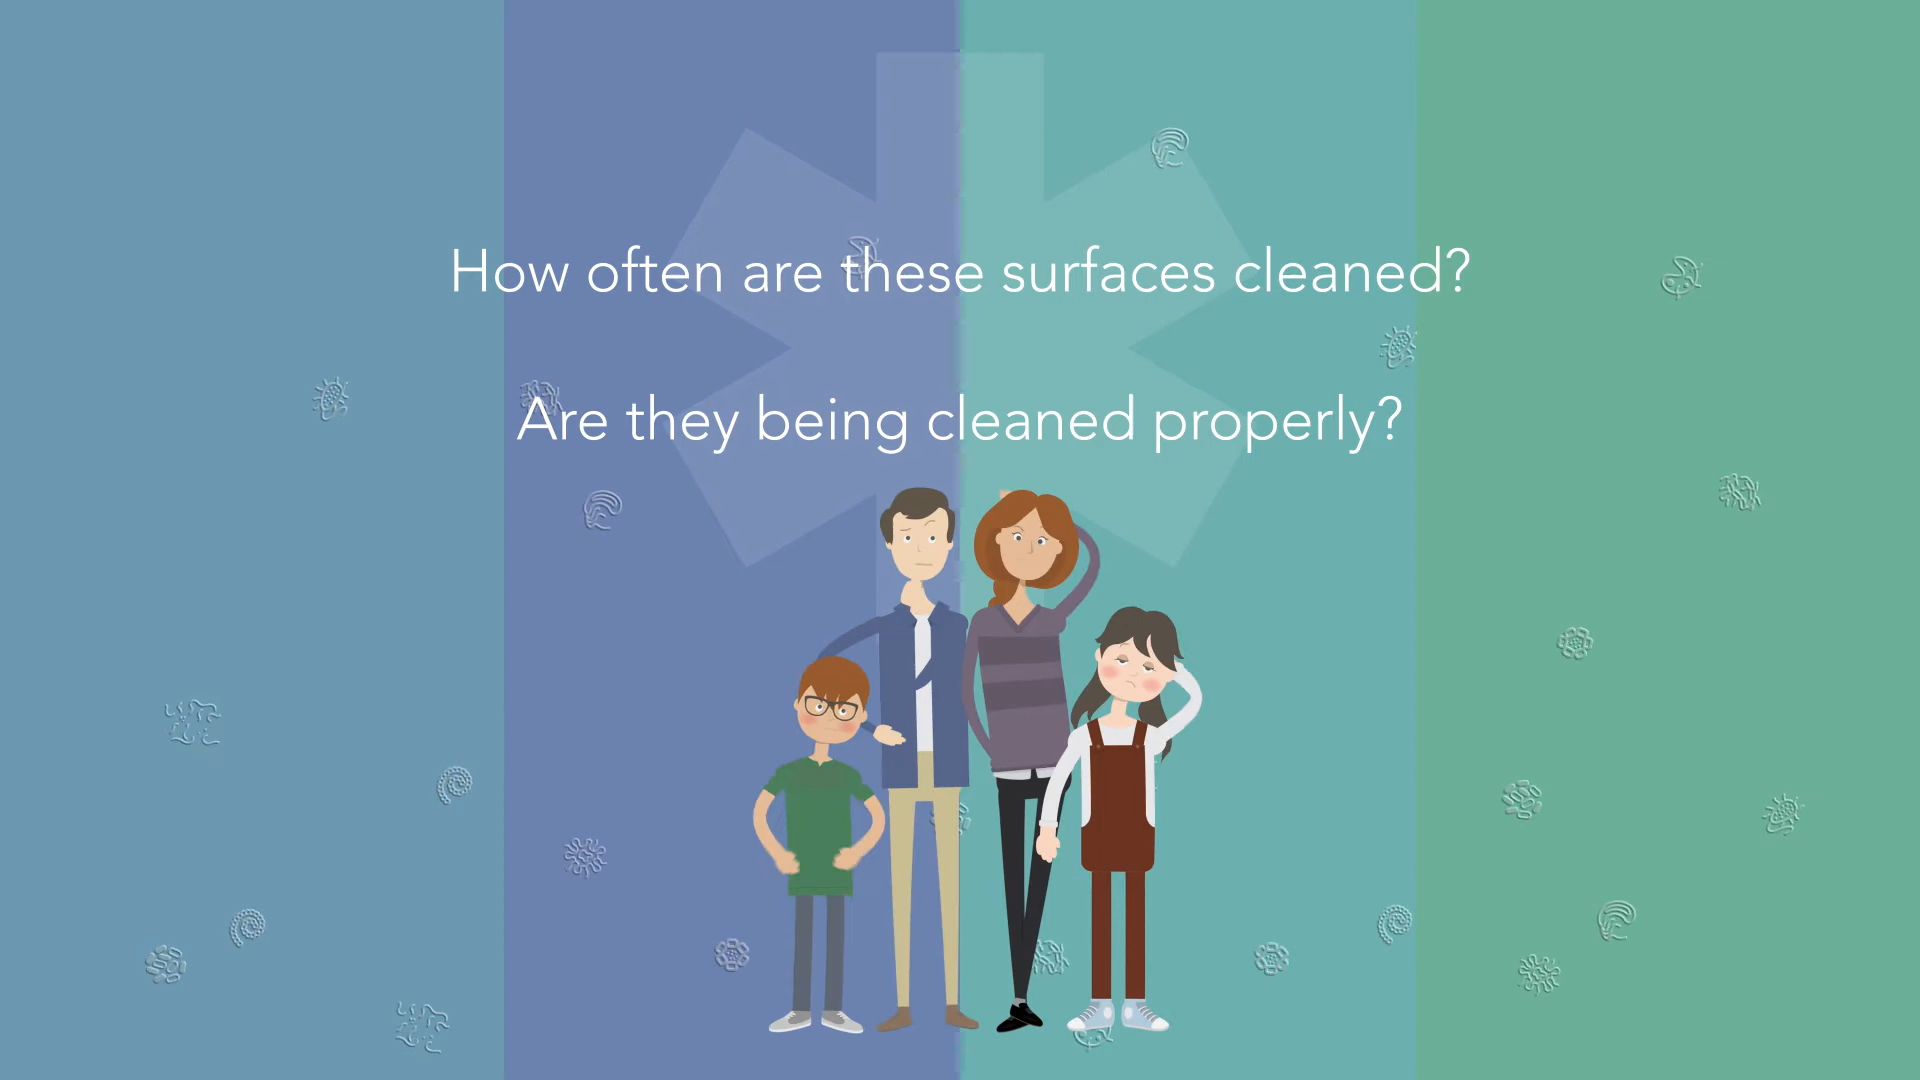 How often are these surfaces cleaned?
Are they being cleaned properly?